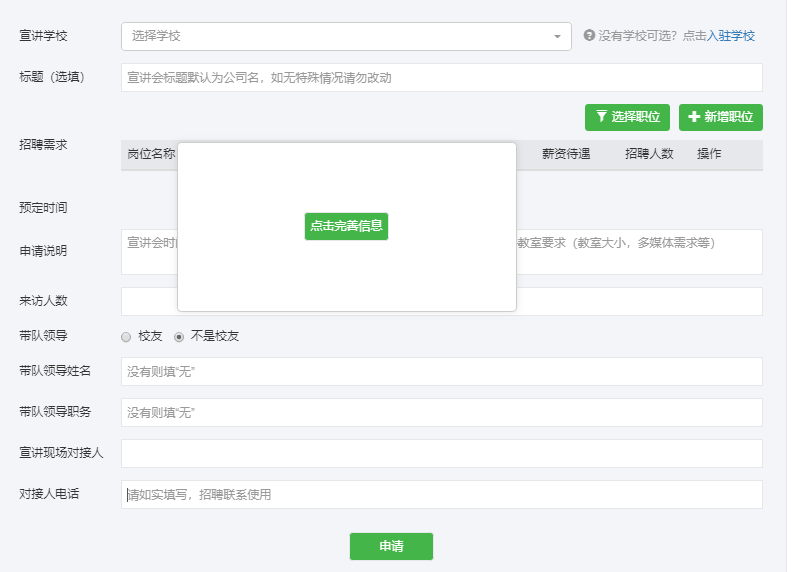 宣讲学校 选择学校 没有学校可选？点击入驻学校
标题（选填） 宣讲会标题默认为公司名，如无特殊情况请勿改动
选择职位 新增职位
招聘需求
岗位名称 薪资待遇 招聘人数 操作
预定时间
点击完善信息
申请说明 宣讲会时 教室要求（教室大小，多媒体需求等）
来访人数
带队领导 校友 不是校友
带队领导姓名 没有则填“无”
带队领导职务 没有则填“无”
宣讲现场对接人
对接人电话 请如实填写，招聘联系使用
申请